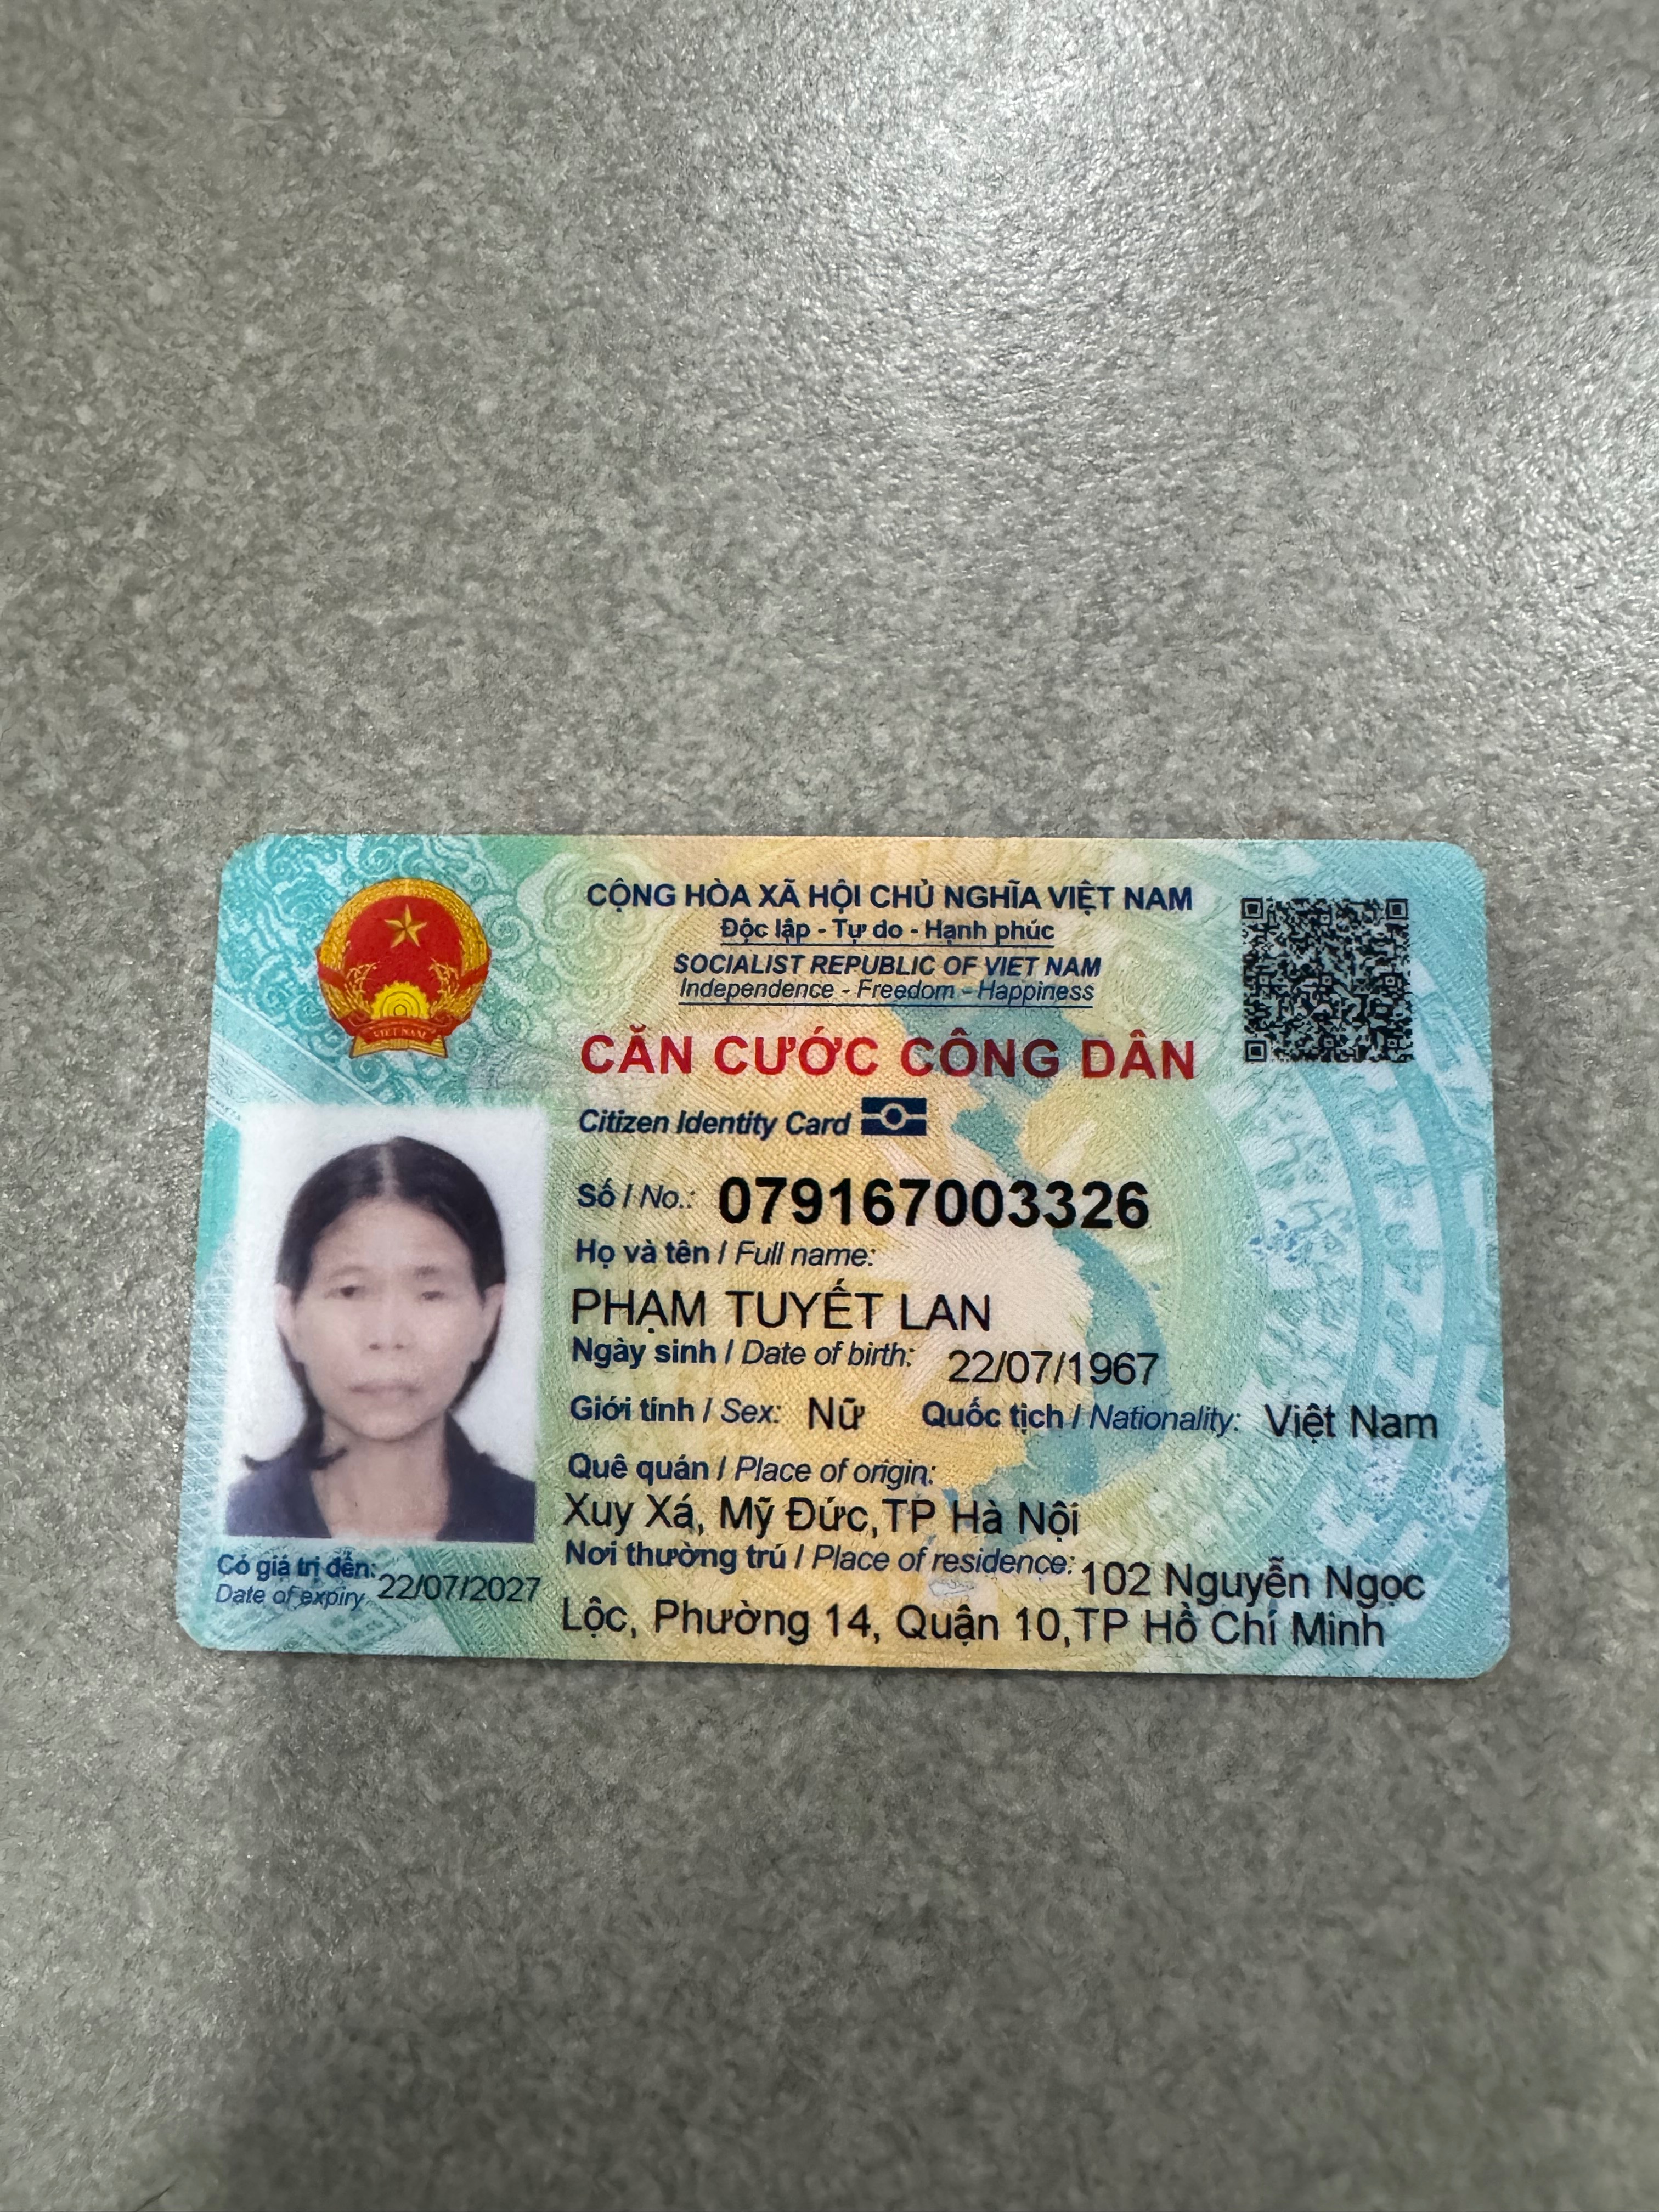 CỘNG HÒA XÃ HỘI CHỦ NGHĨA VIỆT NAM
Độc lập - Tự do - Hạnh phúc
SOCIALIST REPUBLIC OF VIET NAM
Independence - Freedom - Happiness
CĂN CƯỚC CÔNG DÂN
Citizen Identity Card
VIỆT NAM
Số / No.: 079167003326
Họ và tên / Full name:
PHẠM TUYẾT LAN
Ngày sinh / Date of birth: 22/07/1967
Giới tính / Sex: Nữ Quốc tịch / Nationality: Việt Nam
Quê quán / Place of origin:
Xuy Xá, Mỹ Đức,TP Hà Nội
Nơi thường trú / Place of residence: 102 Nguyễn Ngọc
Lộc, Phường 14, Quận 10,TP Hồ Chí Minh
Có giá trị đến: 22/07/2027
Date of expiry